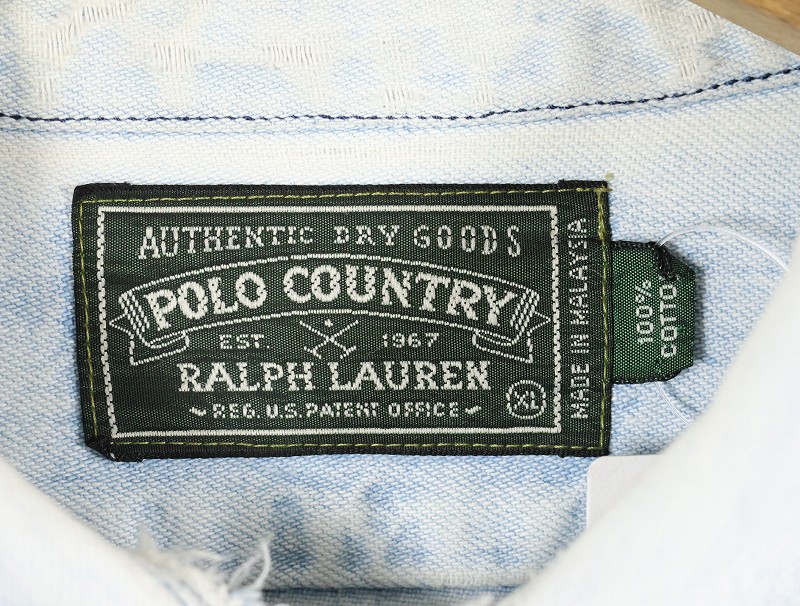 AUTHENTIC DRY GOODS
POLO COUNTRY
EST. 1967
RALPH LAUREN
REG. U.S. PATENT OFFICE
XL
MADE IN MALAYSIA
100%
COTTO